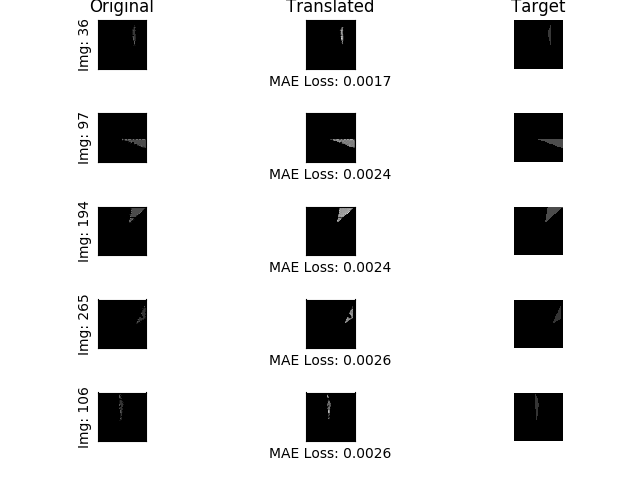 Original Translated Target
Img: 36
MAE Loss: 0.0017
Img: 97
MAE Loss: 0.0024
Img: 194
MAE Loss: 0.0024
Img: 265
MAE Loss: 0.0026
Img: 106
MAE Loss: 0.0026